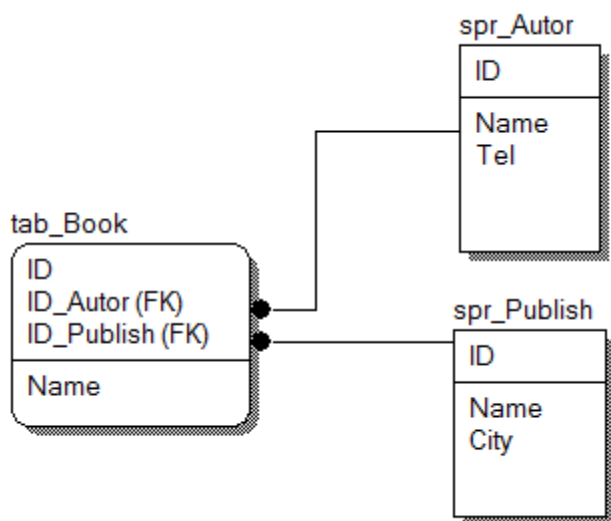 spr_Autor
ID
Name
Tel
tab_Book
ID
ID_Autor (FK)
ID_Publish (FK)
Name
spr_Publish
ID
Name
City